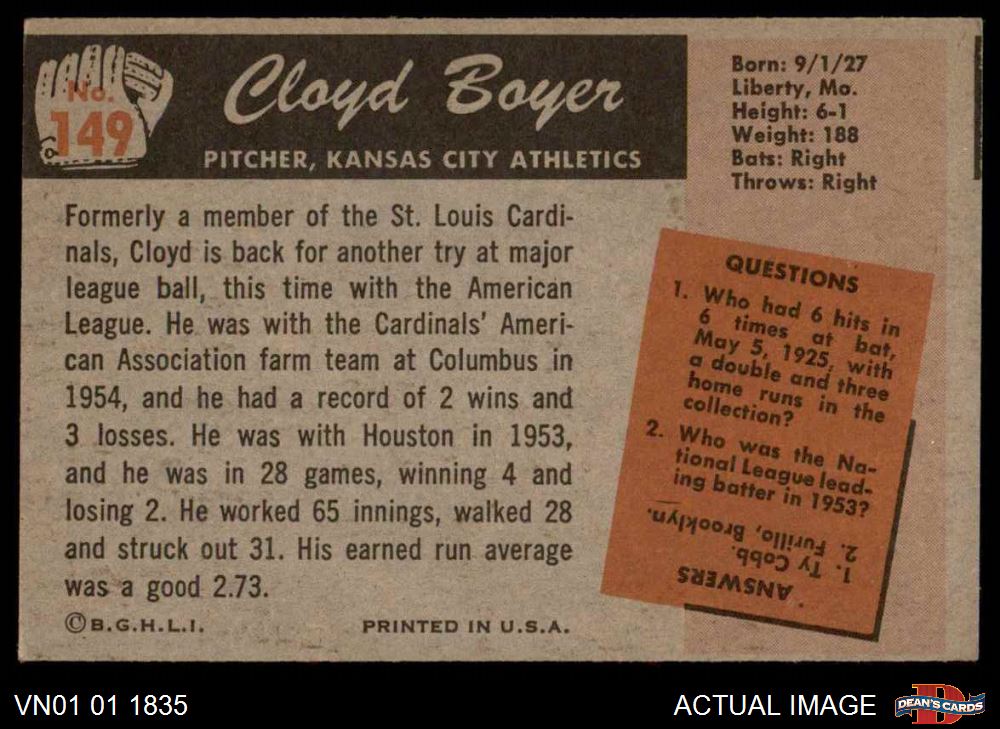 No.
149
Cloyd Boyer
PITCHER, KANSAS CITY ATHLETICS
Born: 9/1/27
Liberty, Mo.
Height: 6-1
Weight: 188
Bats: Right
Throws: Right
Formerly a member of the St. Louis Cardi-
nals, Cloyd is back for another try at major
league ball, this time with the American
League. He was with the Cardinals' Ameri-
can Association farm team at Columbus in
1954, and he had a record of 2 wins and
3 losses. He was with Houston in 1953,
and he was in 28 games, winning 4 and
losing 2. He worked 65 innings, walked 28
and struck out 31. His earned run average
was a good 2.73.
©B.G.H.L.I.
PRINTED IN U.S.A.
QUESTIONS
1. Who had 6 hits in
6 times at bat,
May 5, 1925, with
a double and three
home runs in the
collection?
2. Who was the Na-
tional League lead-
ing batter in 1953?
ANSWERS
1. Ty Cobb.
2. Furillo, Brooklyn.
VN01 01 1835
ACTUAL IMAGE
D
DEAN'S CARDS